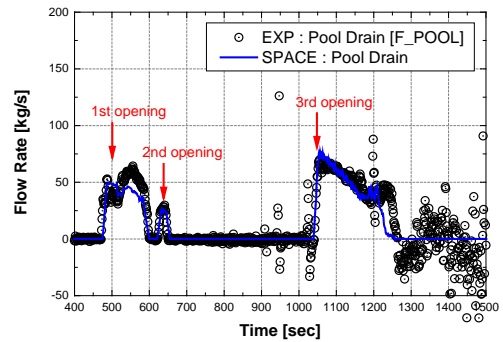 200
150
100
50
0
-50
Flow Rate [kg/s]
EXP : Pool Drain [F_POOL]
SPACE : Pool Drain
1st opening
2nd opening
3rd opening
400 500 600 700 800 900 1000 1100 1200 1300 1400 1500
Time [sec]